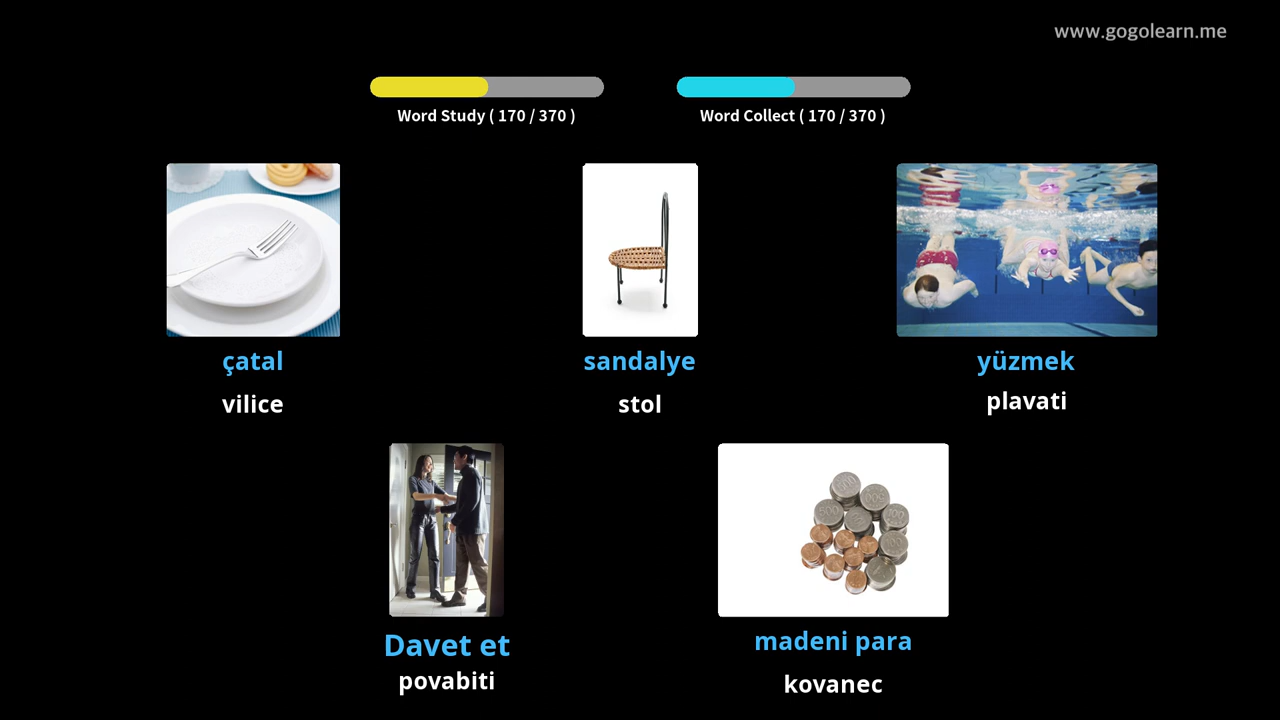 www.gogolearn.me
Word Study ( 170 / 370 )
Word Collect ( 170 / 370 )
çatal
vilice
sandalye
stol
yüzmek
plavati
Davet et
povabiti
madeni para
kovanec